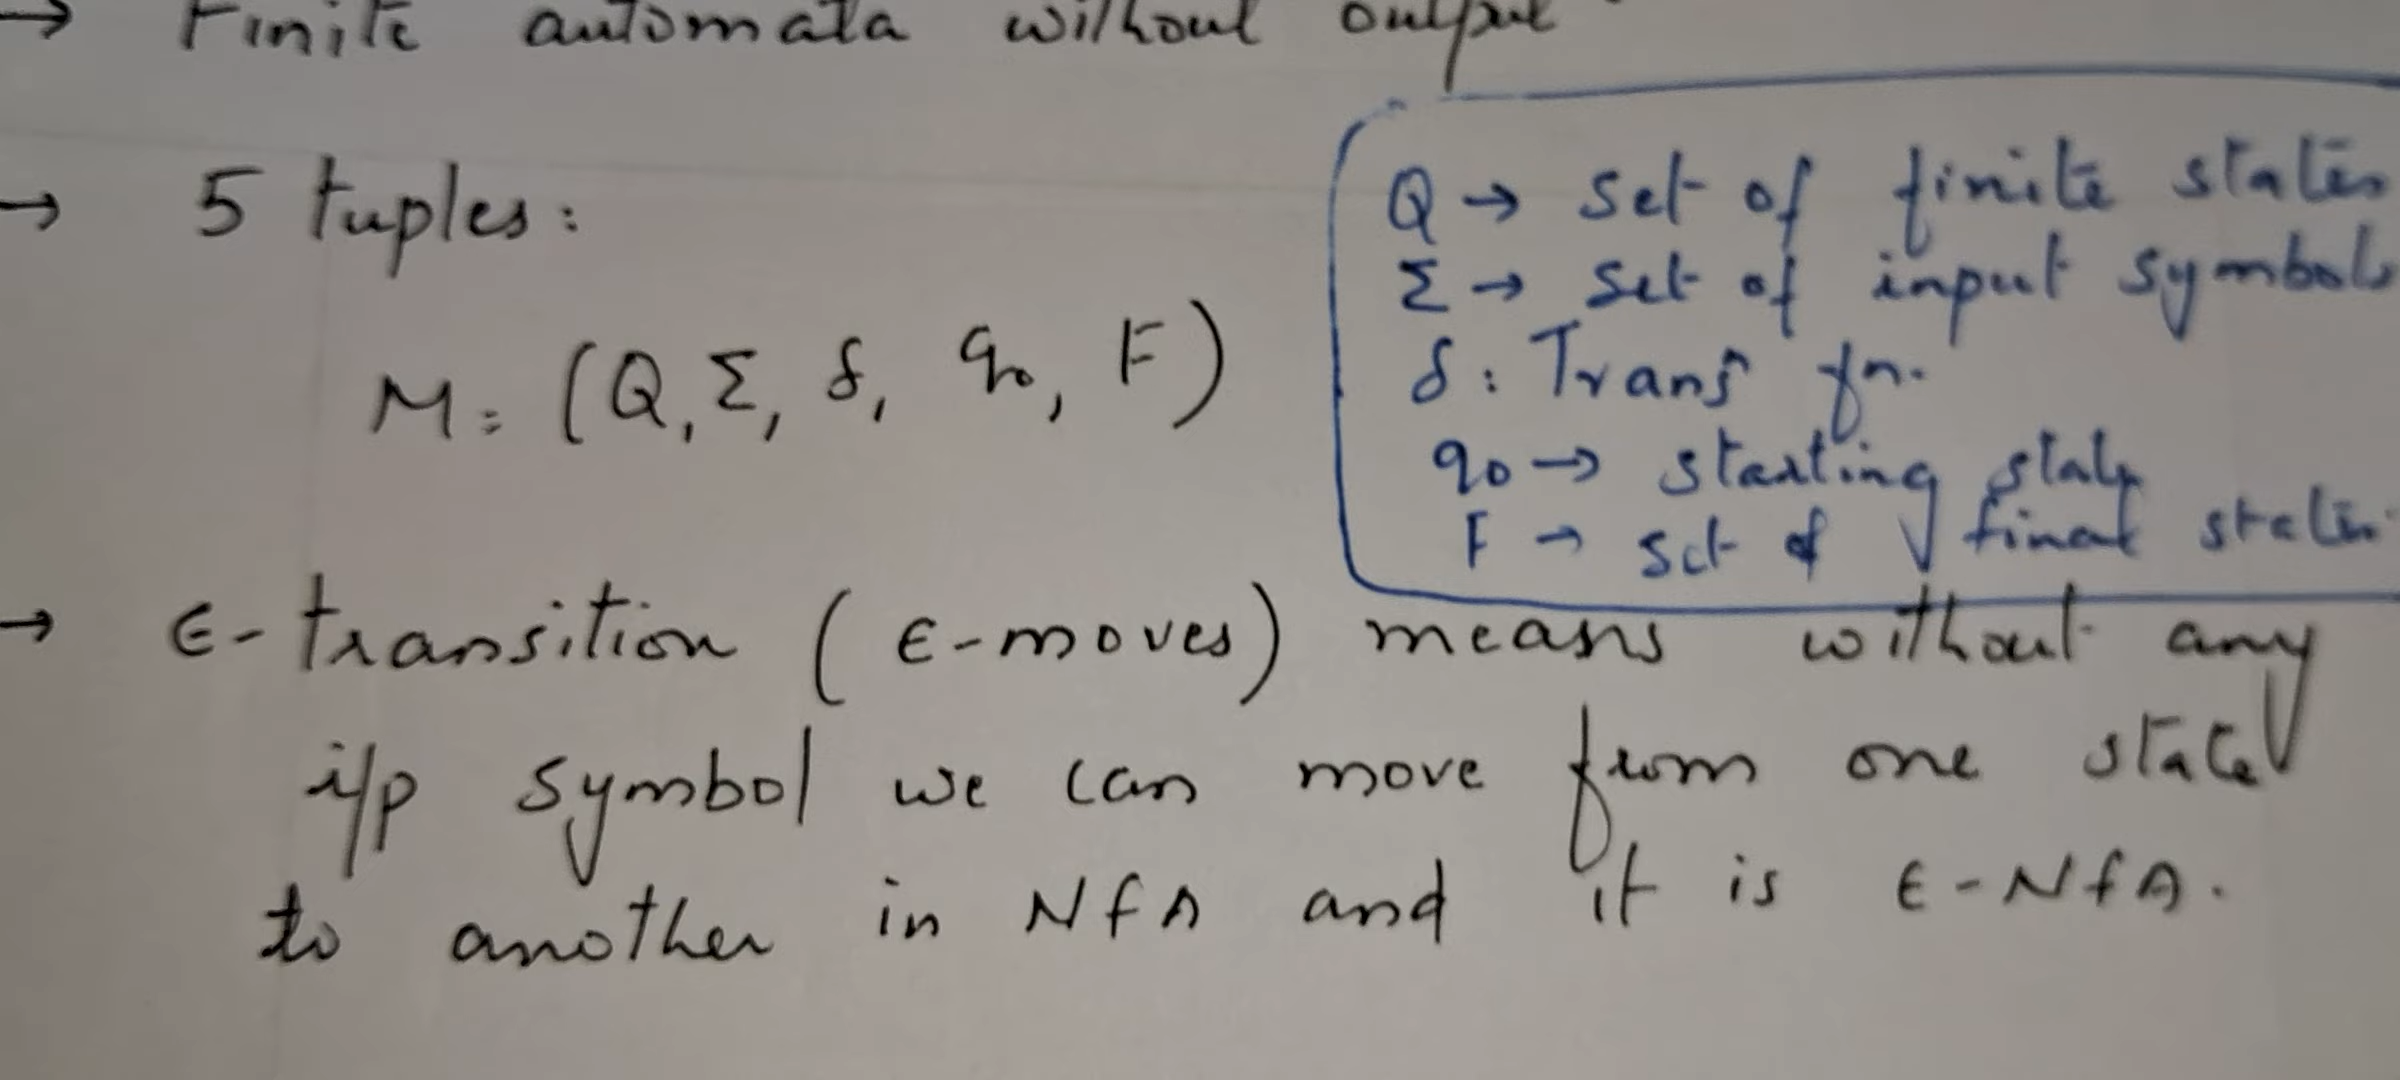 → Finite automata without output
→ 5 tuples:
M = (Q, Σ, δ, q0, F)
Q → set of finite states
Σ → set of input symbols
δ : Trans fn.
q0 → starting state
F → set of final states
→ ϵ-transition (ϵ-moves) means without any
i/p symbol we can move from one state
to another in NfA and it is ϵ-NfA.